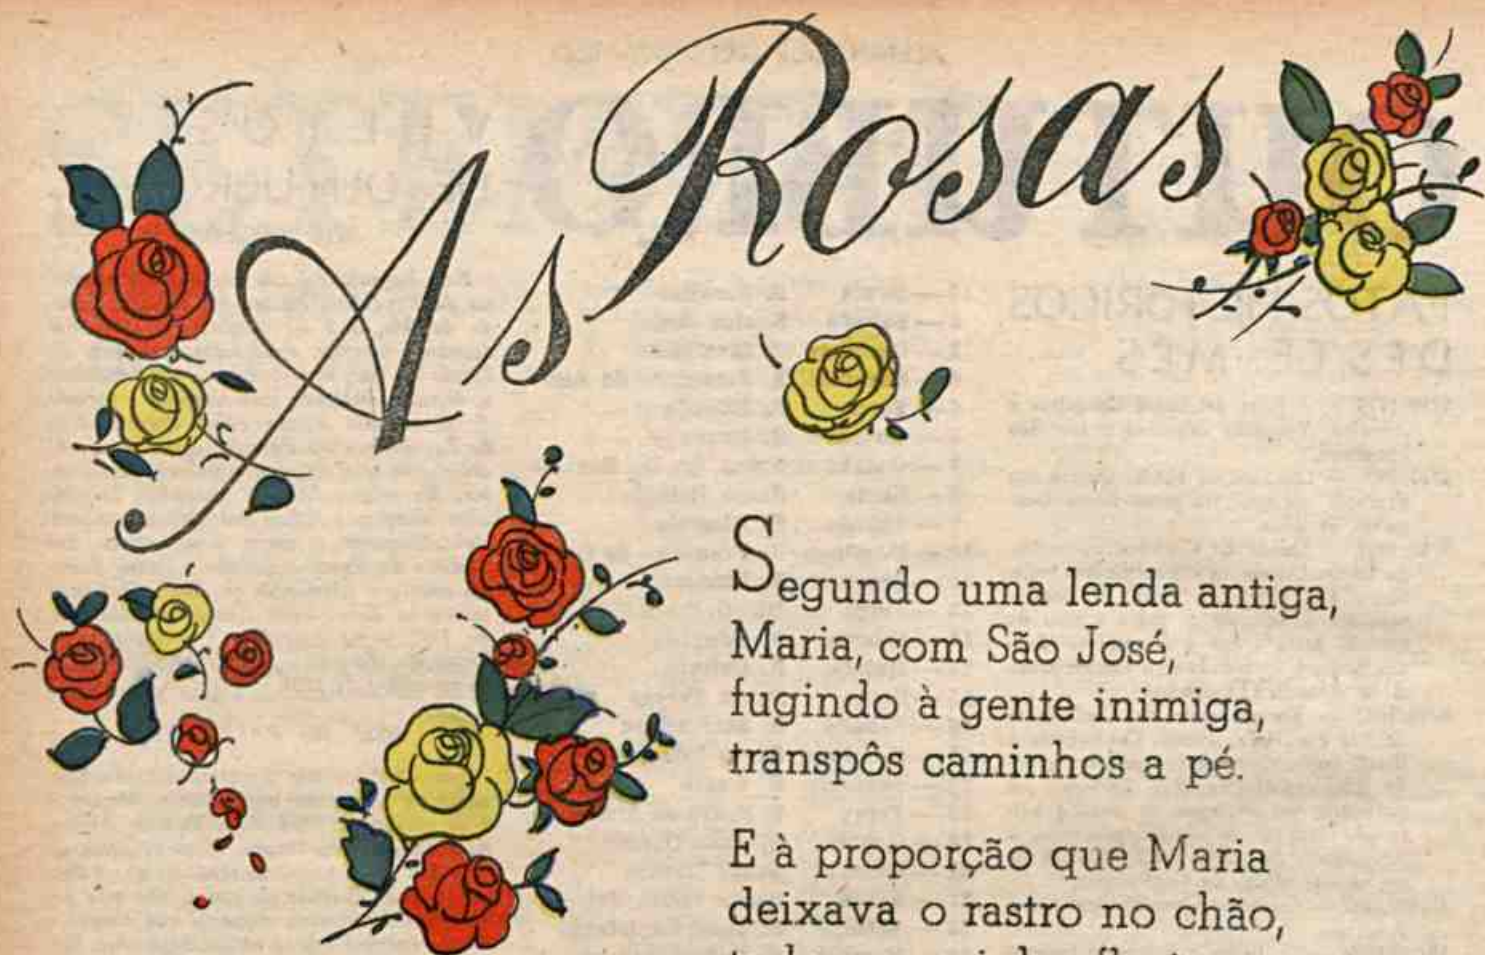 As Rosas
Segundo uma lenda antiga,
Maria, com São José,
fugindo à gente inimiga,
transpôs caminhos a pé.
E à proporção que Maria
deixava o rastro no chão,